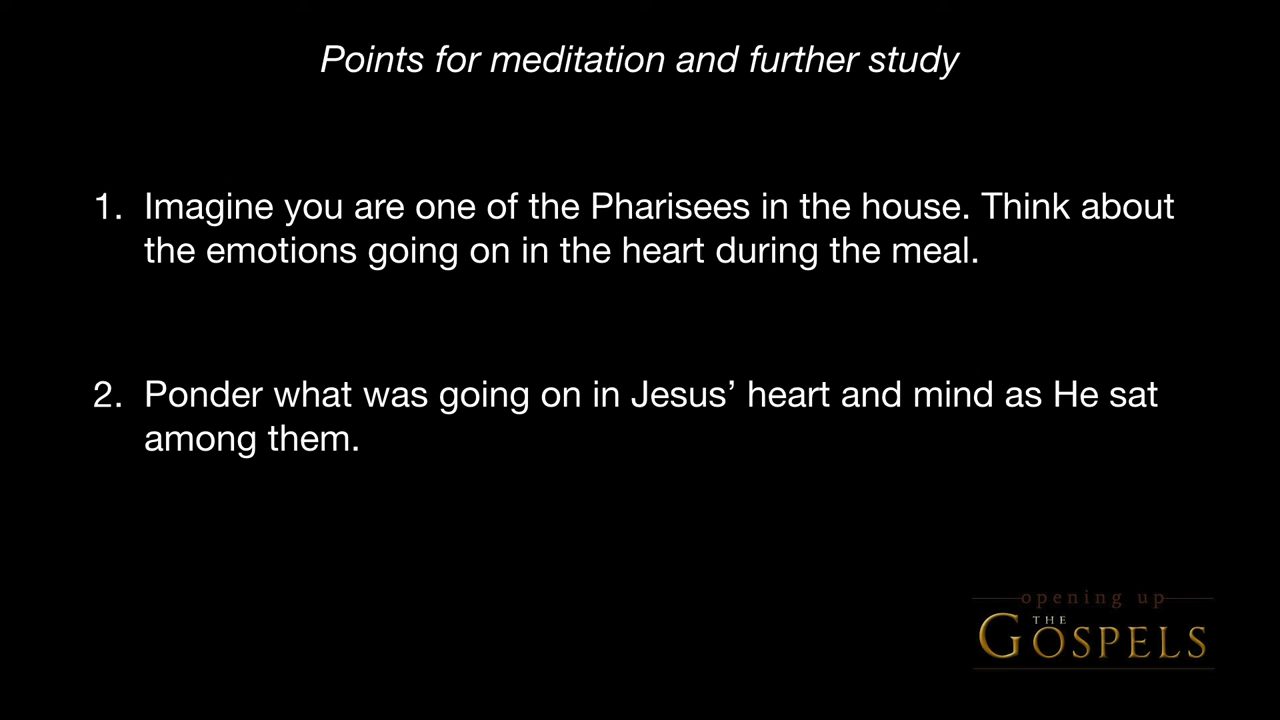 Points for meditation and further study
1. Imagine you are one of the Pharisees in the house. Think about
the emotions going on in the heart during the meal.
2. Ponder what was going on in Jesus’ heart and mind as He sat
among them.
opening up
THE
GOSPELS